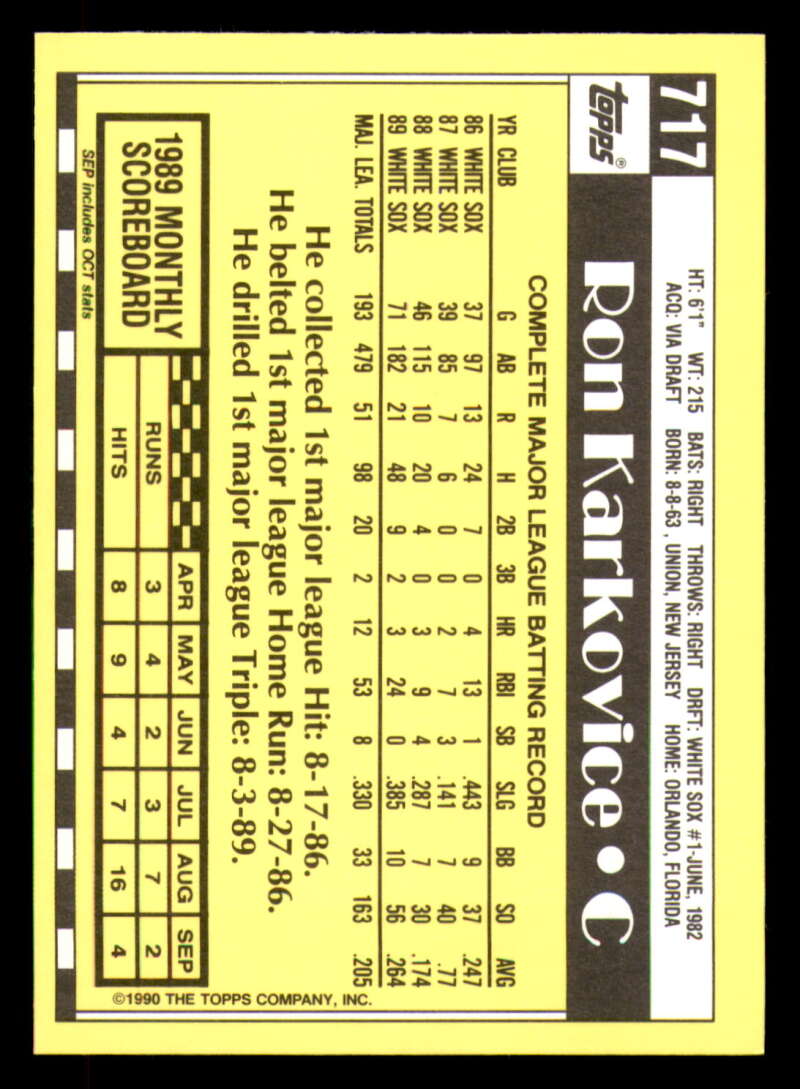 717
topps®
HT: 6'1" WT: 215 BATS: RIGHT THROWS: RIGHT DRFT: WHITE SOX #1-JUNE, 1982
ACQ: VIA DRAFT BORN: 8-8-63 , UNION, NEW JERSEY HOME: ORLANDO, FLORIDA
Ron Karkovice • C
COMPLETE MAJOR LEAGUE BATTING RECORD
YR CLUB G AB R H 2B 3B HR RBI SB SLG BB SO AVG
86 WHITE SOX 37 97 13 24 7 0 4 13 1 .443 9 37 .247
87 WHITE SOX 39 85 7 6 0 0 2 7 3 .141 7 40 .77
88 WHITE SOX 46 115 10 20 4 0 3 9 4 .287 7 30 .174
89 WHITE SOX 71 182 21 48 9 2 3 24 0 .385 10 56 .264
MAJ. LEA. TOTALS 193 479 51 98 20 2 12 53 8 .330 33 163 .205
He collected 1st major league Hit: 8-17-86.
He belted 1st major league Home Run: 8-27-86.
He drilled 1st major league Triple: 8-3-89.
1989 MONTHLY
SCOREBOARD
APR MAY JUN JUL AUG SEP
RUNS 3 4 2 3 7 2
HITS 8 9 4 7 16 4
SEP includes OCT stats
©1990 THE TOPPS COMPANY, INC.